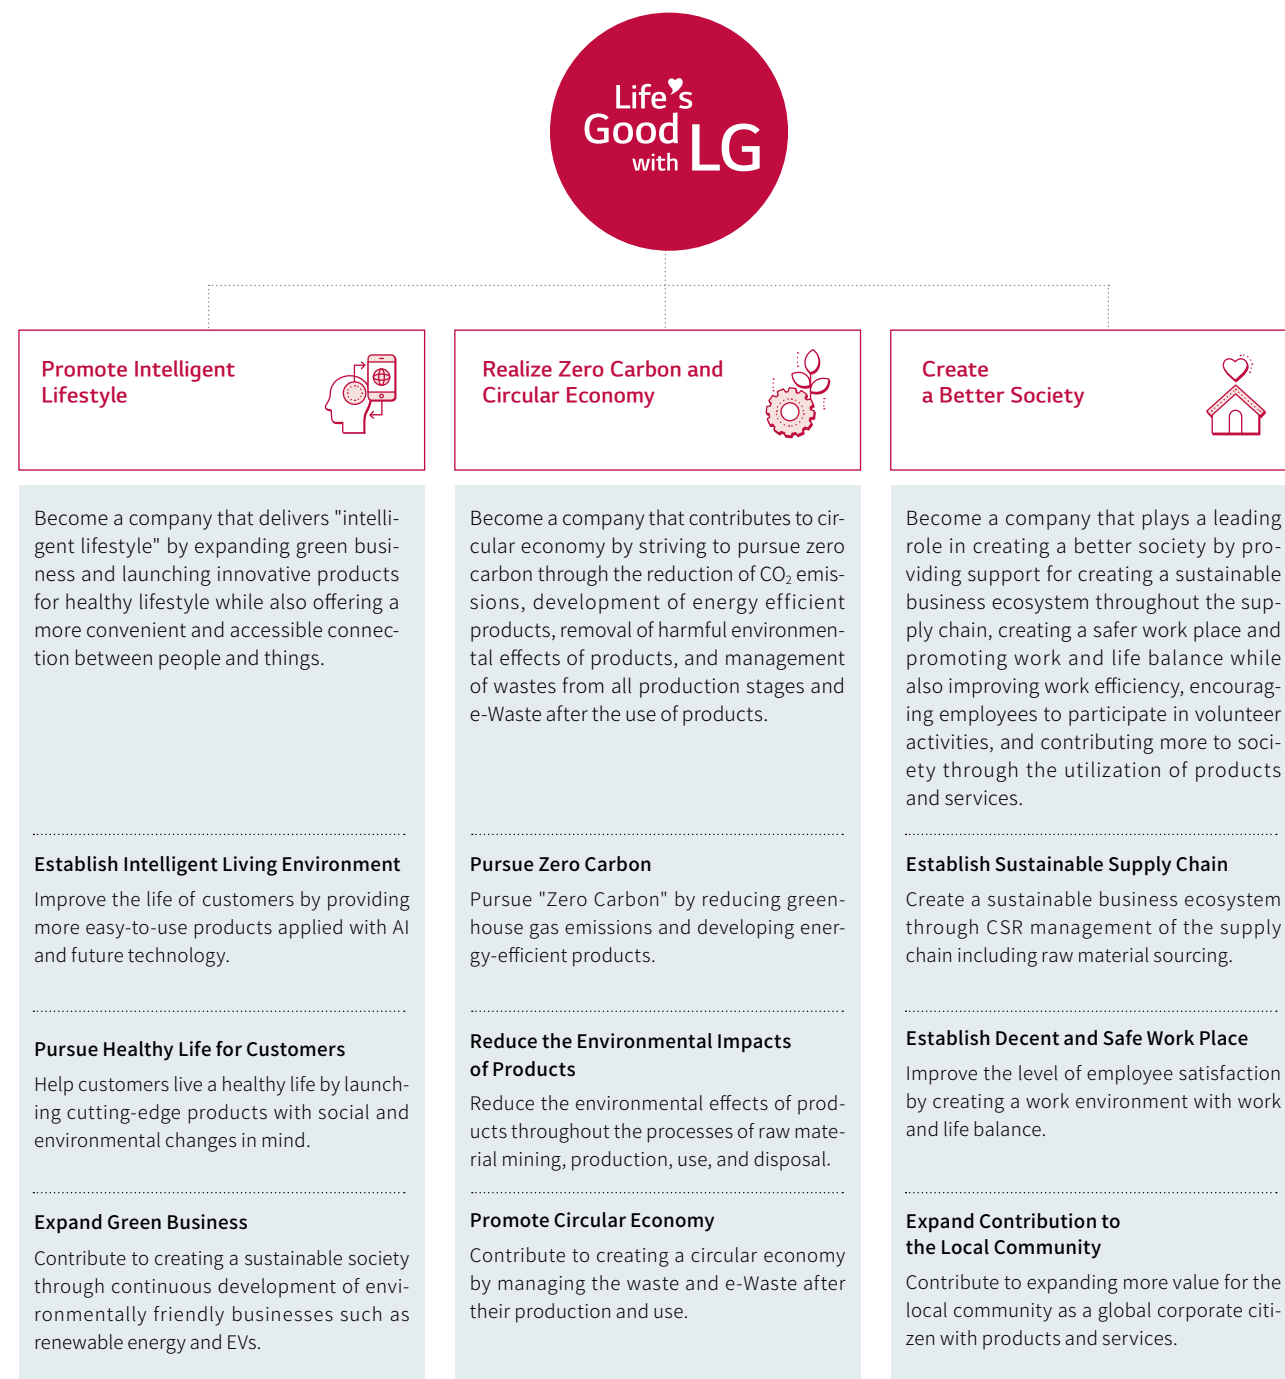 Life's
Good
with LG
Promote Intelligent
Lifestyle
Become a company that delivers "intelli-
gent lifestyle" by expanding green busi-
ness and launching innovative products
for healthy lifestyle while also offering a
more convenient and accessible connec-
tion between people and things.
Establish Intelligent Living Environment
Improve the life of customers by providing
more easy-to-use products applied with AI
and future technology.
Pursue Healthy Life for Customers
Help customers live a healthy life by launch-
ing cutting-edge products with social and
environmental changes in mind.
Expand Green Business
Contribute to creating a sustainable society
through continuous development of envi-
ronmentally friendly businesses such as
renewable energy and EVs.
Realize Zero Carbon and
Circular Economy
Become a company that contributes to cir-
cular economy by striving to pursue zero
carbon through the reduction of CO₂ emis-
sions, development of energy efficient
products, removal of harmful environmen-
tal effects of products, and management
of wastes from all production stages and
e-Waste after the use of products.
Pursue Zero Carbon
Pursue "Zero Carbon" by reducing green-
house gas emissions and developing ener-
gy-efficient products.
Reduce the Environmental Impacts
of Products
Reduce the environmental effects of prod-
ucts throughout the processes of raw mate-
rial mining, production, use, and disposal.
Promote Circular Economy
Contribute to creating a circular economy
by managing the waste and e-Waste after
their production and use.
Create
a Better Society
Become a company that plays a leading
role in creating a better society by pro-
viding support for creating a sustainable
business ecosystem throughout the sup-
ply chain, creating a safer work place and
promoting work and life balance while
also improving work efficiency, encourag-
ing employees to participate in volunteer
activities, and contributing more to soci-
ety through the utilization of products
and services.
Establish Sustainable Supply Chain
Create a sustainable business ecosystem
through CSR management of the supply
chain including raw material sourcing.
Establish Decent and Safe Work Place
Improve the level of employee satisfaction
by creating a work environment with work
and life balance.
Expand Contribution to
the Local Community
Contribute to expanding more value for the
local community as a global corporate citi-
zen with products and services.